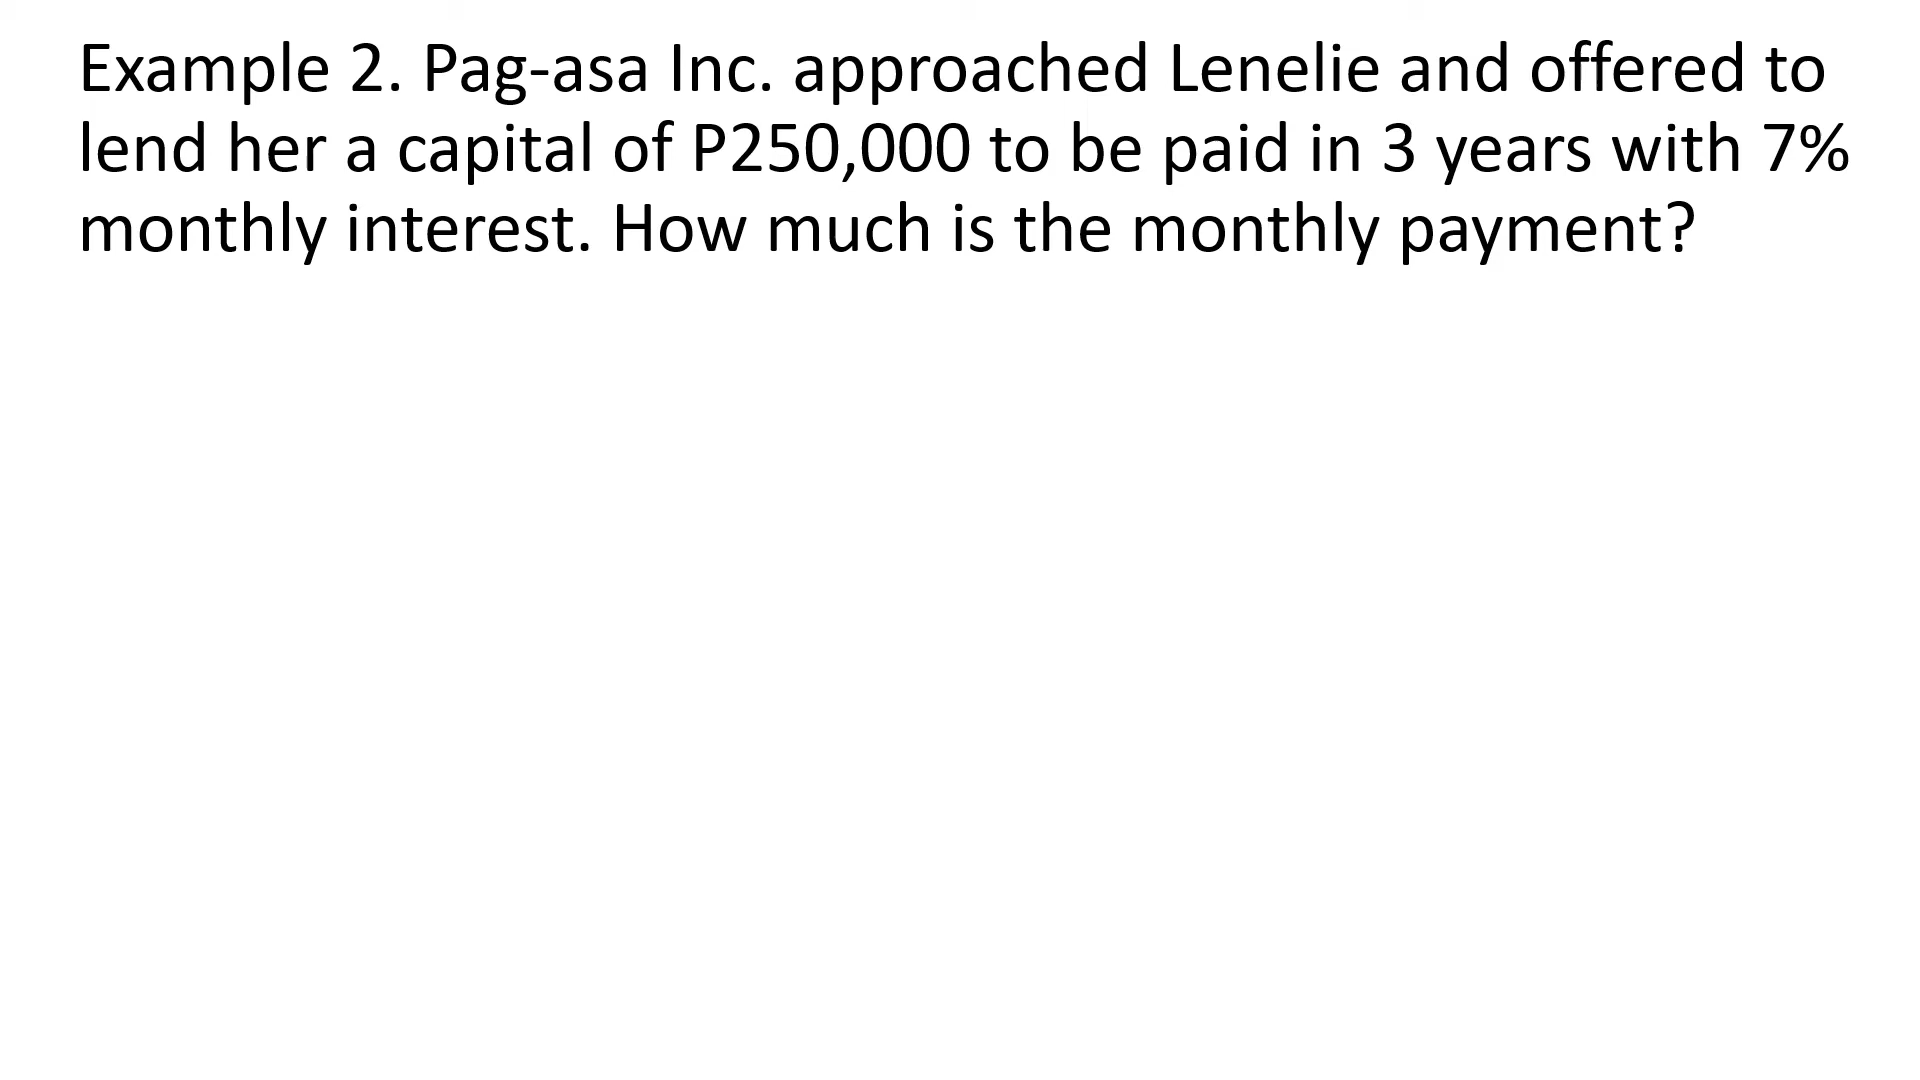 Example 2. Pag-asa Inc. approached Lenelie and offered to
lend her a capital of P250,000 to be paid in 3 years with 7%
monthly interest. How much is the monthly payment?